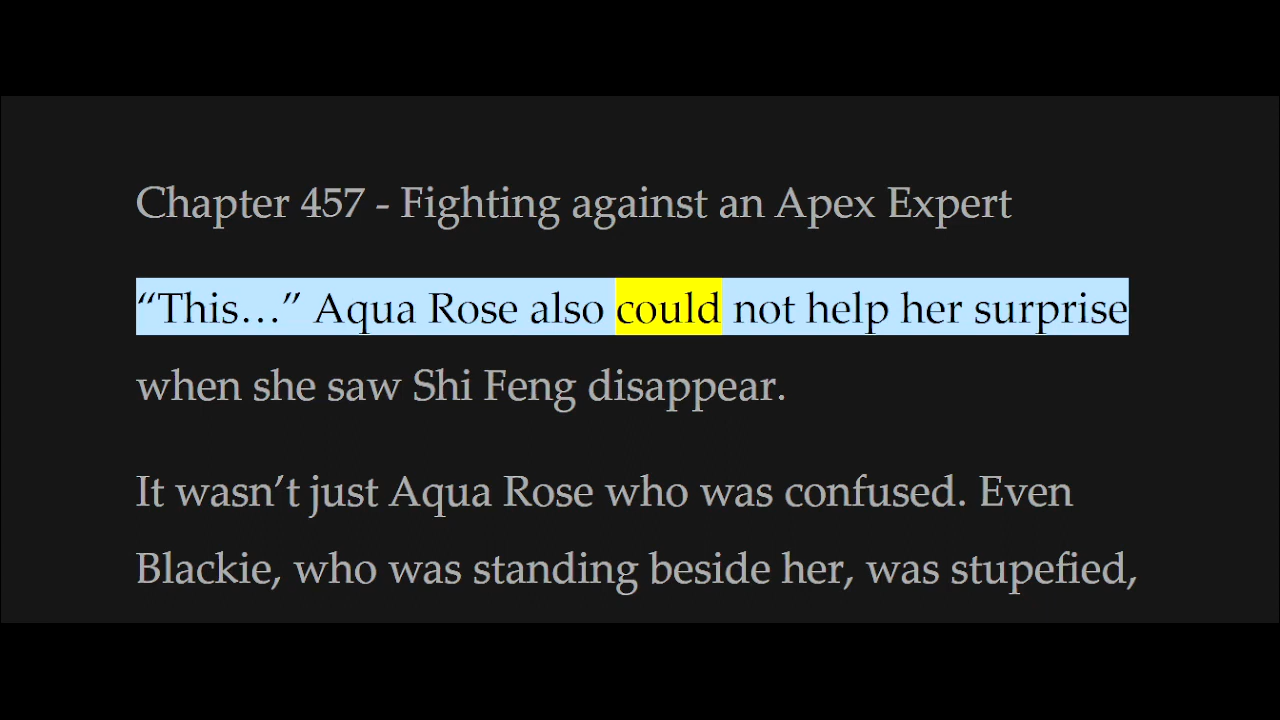 Chapter 457 - Fighting against an Apex Expert
“This…” Aqua Rose also could not help her surprise
when she saw Shi Feng disappear.
It wasn’t just Aqua Rose who was confused. Even
Blackie, who was standing beside her, was stupefied,